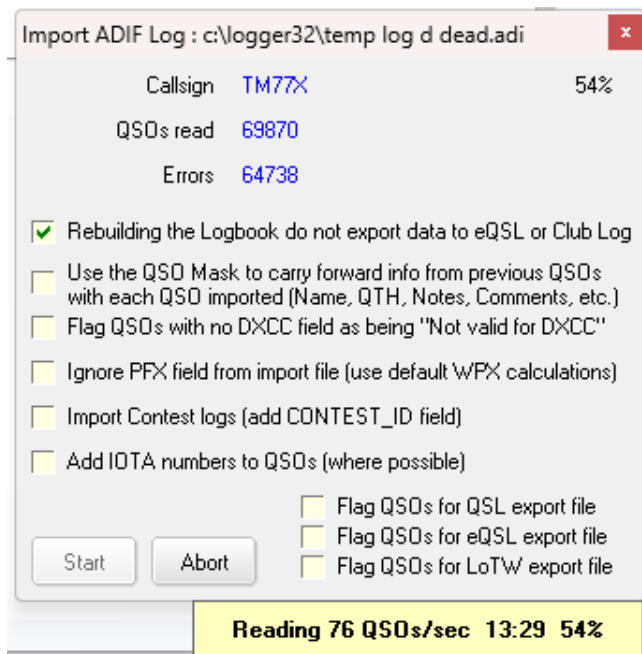 Import ADIF Log : c:\logger32\temp log d dead.adi x
Callsign TM77X 54%
QSOs read 69870
Errors 64738
Rebuilding the Logbook do not export data to eQSL or Club Log
Use the QSO Mask to carry forward info from previous QSOs
with each QSO imported (Name, QTH, Notes, Comments, etc.)
Flag QSOs with no DXCC field as being "Not valid for DXCC"
Ignore PFX field from import file (use default WPX calculations)
Import Contest logs (add CONTEST_ID field)
Add IOTA numbers to QSOs (where possible)
Flag QSOs for QSL export file
Flag QSOs for eQSL export file
Flag QSOs for LoTW export file
Start Abort
Reading 76 QSOs/sec 13:29 54%